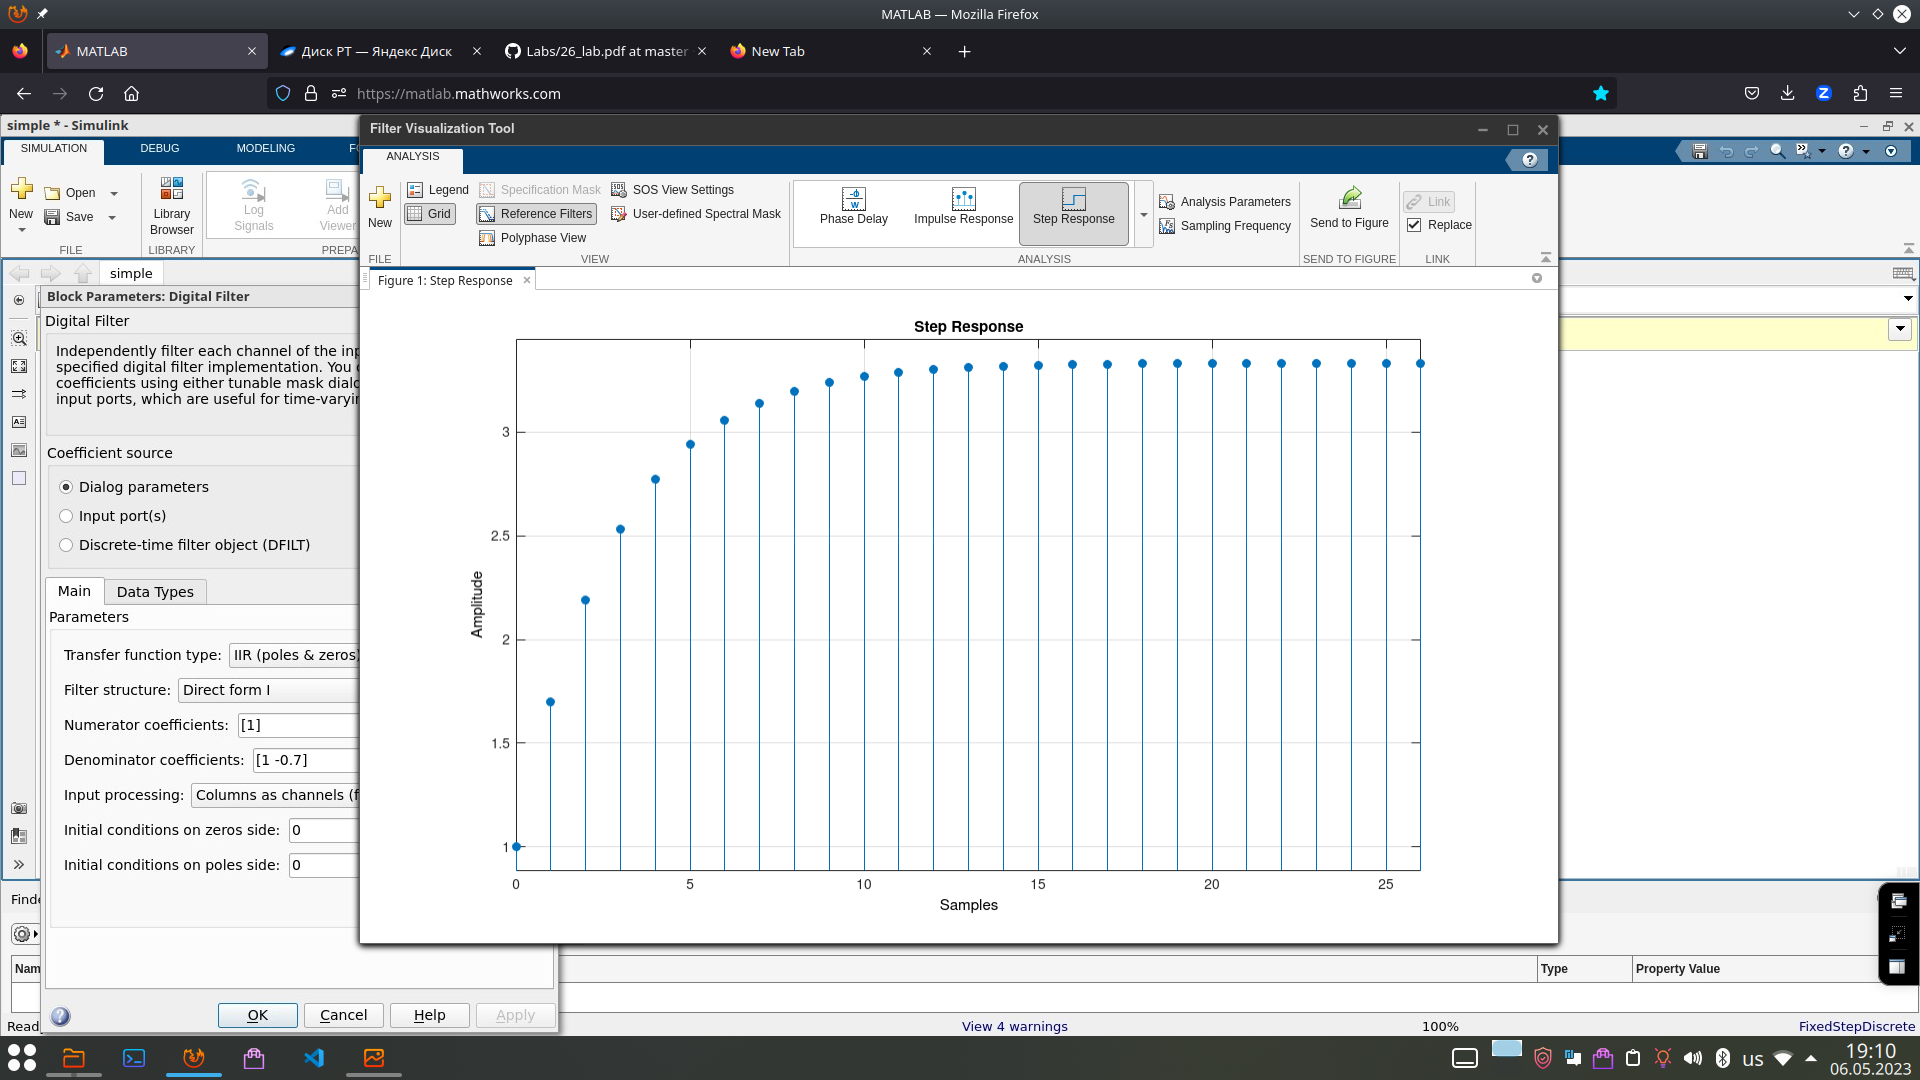 MATLAB — Mozilla Firefox
MATLAB
Диск РТ — Яндекс Диск
Labs/26_lab.pdf at master
New Tab
https://matlab.mathworks.com
simple * - Simulink
SIMULATION
DEBUG
MODELING
New
Open
Save
Library
Browser
Log
Signals
Add
Viewer
FILE
LIBRARY
PREPA
simple
Block Parameters: Digital Filter
Digital Filter
Independently filter each channel of the inp
specified digital filter implementation. You
coefficients using either tunable mask dialo
input ports, which are useful for time-varyin
Coefficient source
Dialog parameters
Input port(s)
Discrete-time filter object (DFILT)
Main
Data Types
Parameters
Transfer function type: IIR (poles & zeros)
Filter structure: Direct form I
Numerator coefficients: [1]
Denominator coefficients: [1 -0.7]
Input processing: Columns as channels (f
Initial conditions on zeros side: 0
Initial conditions on poles side: 0
OK
Cancel
Help
Apply
Filter Visualization Tool
ANALYSIS
New
Legend
Grid
Specification Mask
Reference Filters
Polyphase View
SOS View Settings
User-defined Spectral Mask
Phase Delay
Impulse Response
Step Response
Analysis Parameters
Sampling Frequency
Send to Figure
Link
Replace
FILE
VIEW
ANALYSIS
SEND TO FIGURE
LINK
Figure 1: Step Response
Step Response
Amplitude
3
2.5
2
1.5
1
0
5
10
15
20
25
Samples
Type
Property Value
View 4 warnings
100%
FixedStepDiscrete
us
19:10
06.05.2023